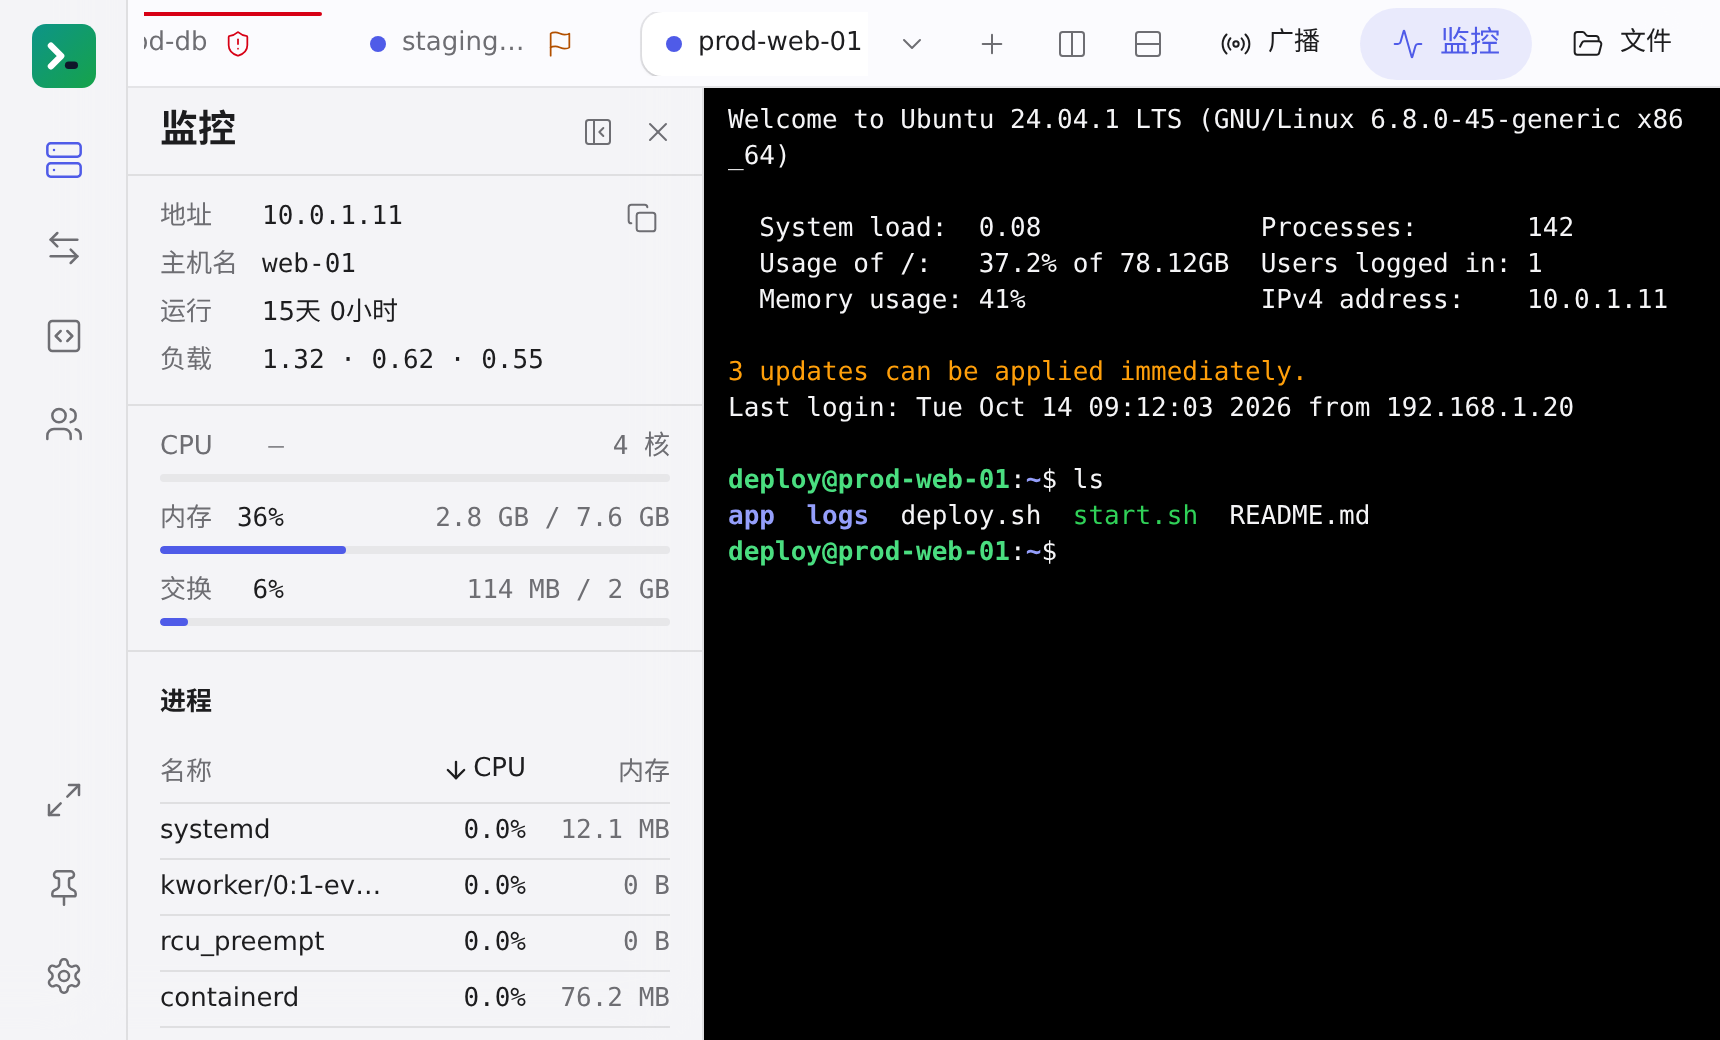 od-db
staging...
prod-web-01
广播
监控
文件
监控
地址 10.0.1.11
主机名 web-01
运行 15天 0小时
负载 1.32 · 0.62 · 0.55
CPU — 4 核
内存 36% 2.8 GB / 7.6 GB
交换 6% 114 MB / 2 GB
进程
名称 CPU 内存
systemd 0.0% 12.1 MB
kworker/0:1-ev... 0.0% 0 B
rcu_preempt 0.0% 0 B
containerd 0.0% 76.2 MB
Welcome to Ubuntu 24.04.1 LTS (GNU/Linux 6.8.0-45-generic x86
_64)
System load: 0.08 Processes: 142
Usage of /: 37.2% of 78.12GB Users logged in: 1
Memory usage: 41% IPv4 address: 10.0.1.11
3 updates can be applied immediately.
Last login: Tue Oct 14 09:12:03 2026 from 192.168.1.20
deploy@prod-web-01:~$ ls
app logs deploy.sh start.sh README.md
deploy@prod-web-01:~$